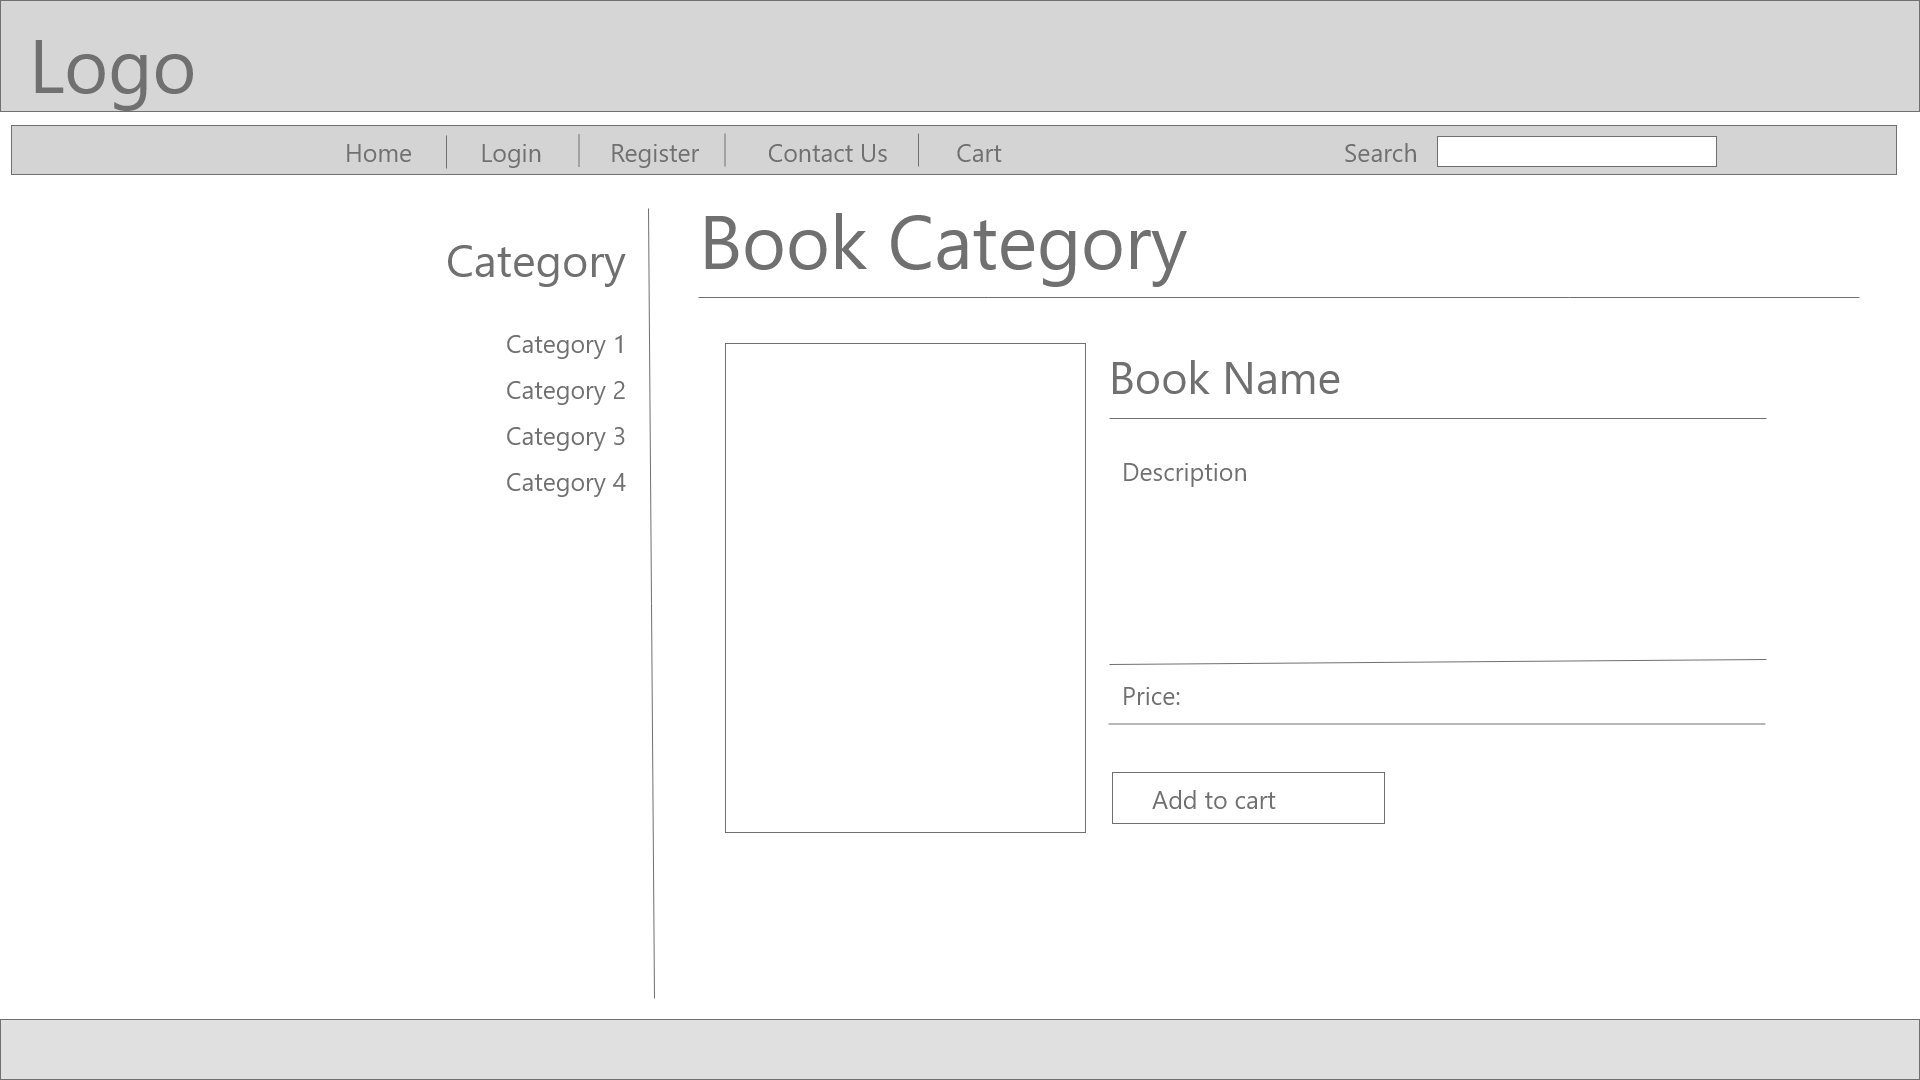 Logo
Home Login Register Contact Us Cart Search
Category
Category 1
Category 2
Category 3
Category 4
Book Category
Book Name
Description
Price:
Add to cart